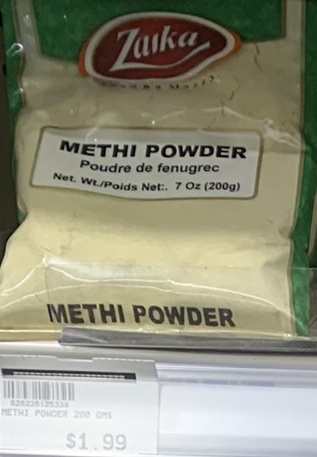 Zaika
METHI POWDER
Poudre de fenugrec
Net. Wt./Poids Net:. 7 Oz (200g)
METHI POWDER
METHI POWDER 200 GMS
$1.99